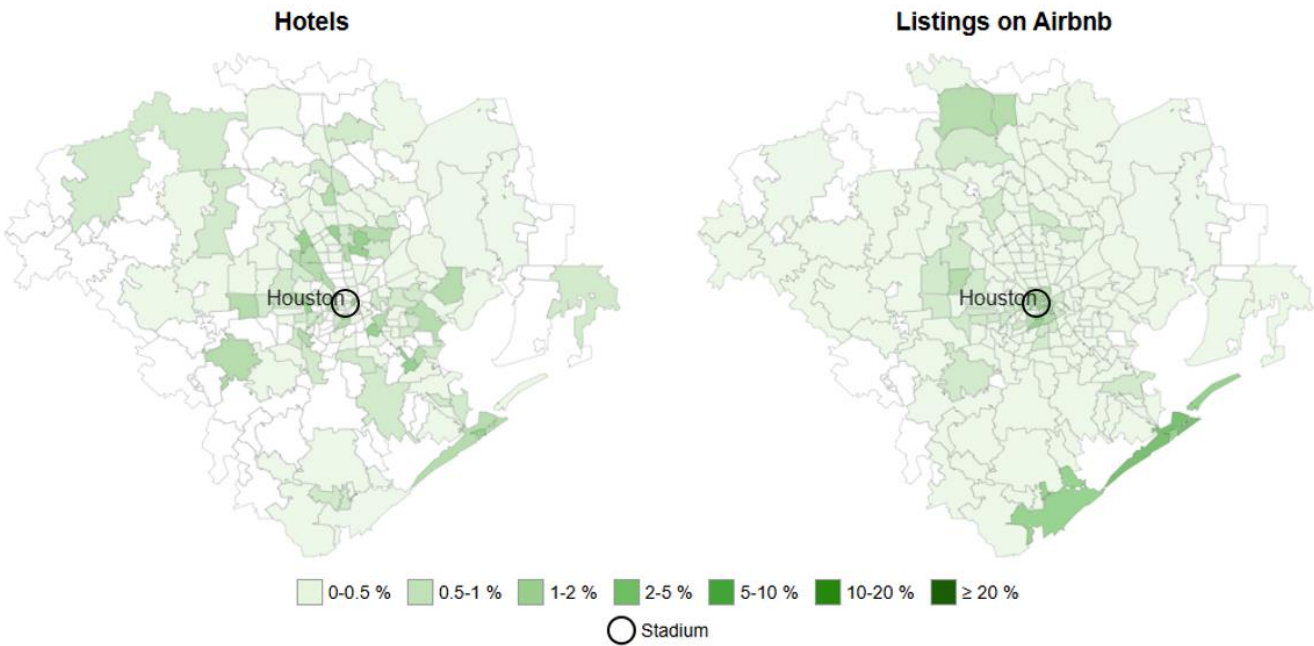 Hotels
Listings on Airbnb
Houston
Houston
0-0.5 %
0.5-1 %
1-2 %
2-5 %
5-10 %
10-20 %
≥ 20 %
Stadium